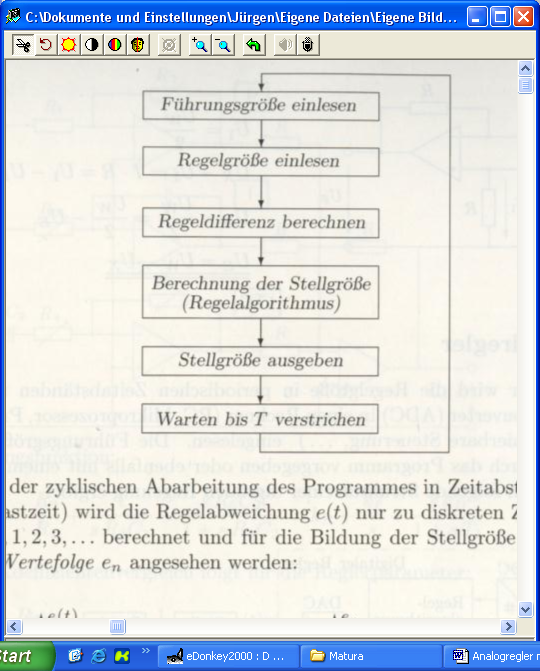 C:\Dokumente und Einstellungen\Jürgen\Eigene Dateien\Eigene Bild...
Führungsgröße einlesen
Regelgröße einlesen
Regeldifferenz berechnen
Berechnung der Stellgröße
(Regelalgorithmus)
Stellgröße ausgeben
Warten bis T verstrichen
der zyklischen Abarbeitung des Programmes in Zeitabst
astzeit) wird die Regelabweichung e(t) nur zu diskreten Z
1, 2, 3, ... berechnet und für die Bildung der Stellgröße
Wertefolge eₙ angesehen werden:
e(t)
Start
eDonkey2000 : D ...
Matura
Analogregler m